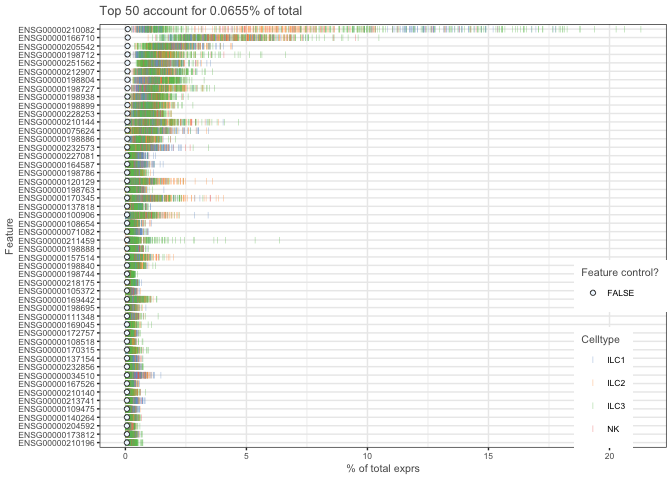 Top 50 account for 0.0655% of total
ENSG00000210082
ENSG00000166710
ENSG00000205542
ENSG00000198712
ENSG00000251562
ENSG00000212907
ENSG00000198804
ENSG00000198727
ENSG00000198938
ENSG00000198899
ENSG00000228253
ENSG00000210144
ENSG00000075624
ENSG00000198886
ENSG00000232573
ENSG00000227081
ENSG00000164587
ENSG00000198786
ENSG00000120129
ENSG00000198763
ENSG00000170345
ENSG00000137818
ENSG00000100906
ENSG00000108654
ENSG00000071082
ENSG00000211459
ENSG00000198888
ENSG00000157514
ENSG00000198840
ENSG00000198744
ENSG00000218175
ENSG00000105372
ENSG00000169442
ENSG00000198695
ENSG00000111348
ENSG00000169045
ENSG00000172757
ENSG00000108518
ENSG00000170315
ENSG00000137154
ENSG00000232856
ENSG00000034510
ENSG00000167526
ENSG00000210140
ENSG00000213741
ENSG00000109475
ENSG00000140264
ENSG00000204592
ENSG00000173812
ENSG00000210196
Feature
0 5 10 15 20
% of total exprs
Feature control?
FALSE
Celltype
ILC1
ILC2
ILC3
NK